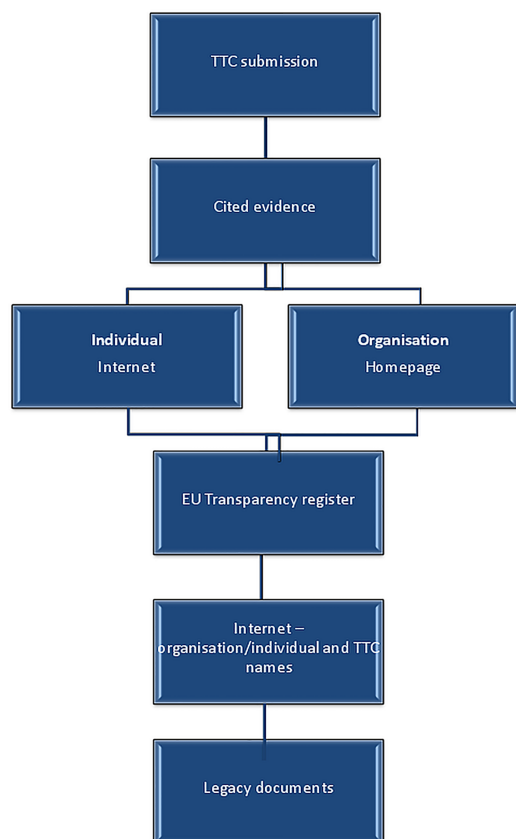 TTC submission
Cited evidence
Individual
Internet
Organisation
Homepage
EU Transparency register
Internet –
organisation/individual and TTC
names
Legacy documents